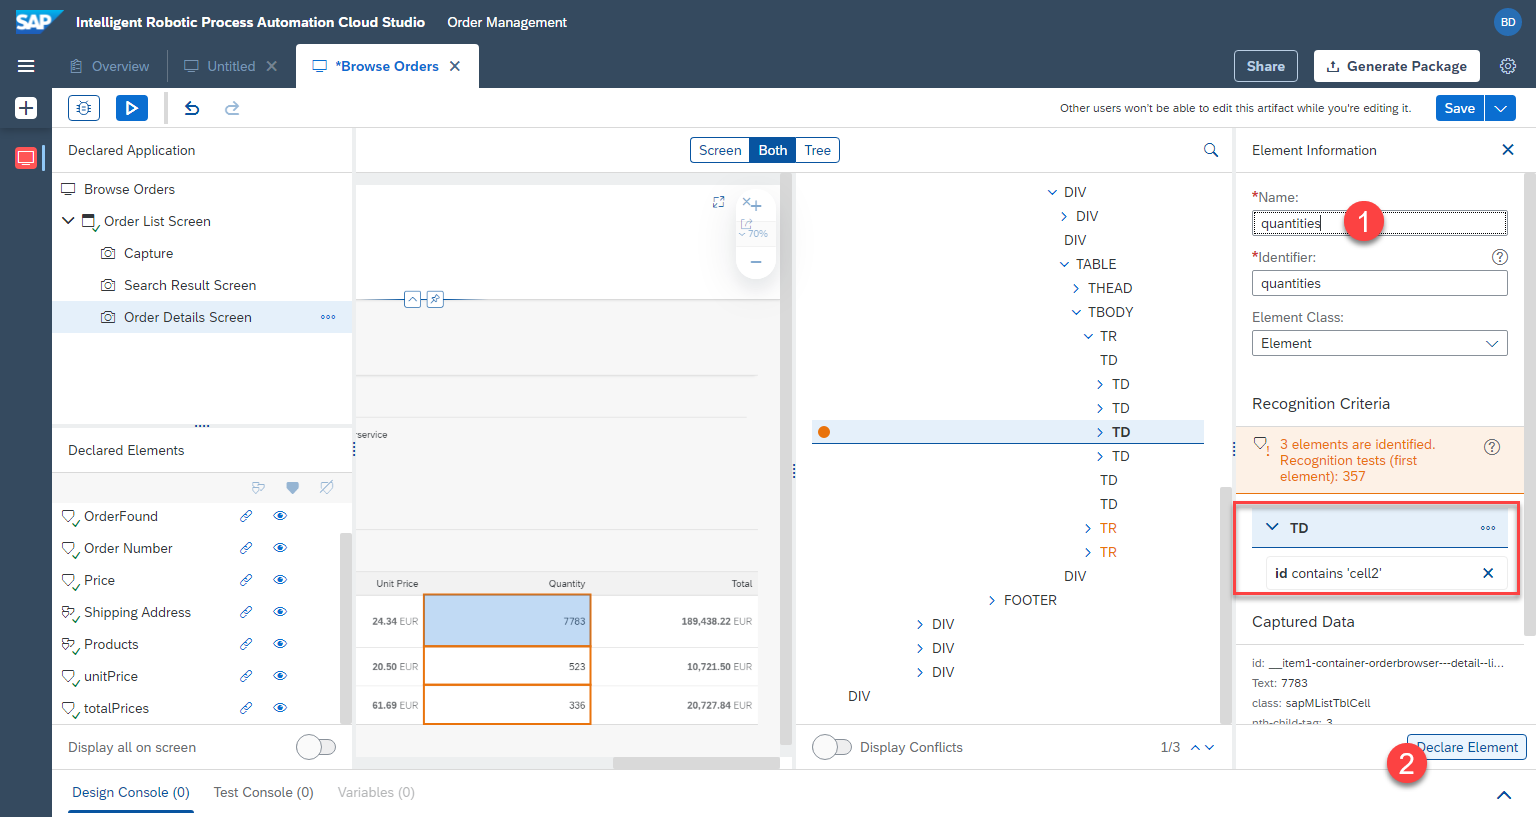 SAP Intelligent Robotic Process Automation Cloud Studio Order Management BD
Overview Untitled *Browse Orders Share Generate Package
Other users won't be able to edit this artifact while you're editing it. Save
Declared Application
Browse Orders
Order List Screen
Capture
Search Result Screen
Order Details Screen
Declared Elements
OrderFound
Order Number
Price
Shipping Address
Products
unitPrice
totalPrices
Display all on screen
Screen Both Tree
70%
Unit Price Quantity Total
24.34 EUR 7783 189,438.22 EUR
20.50 EUR 523 10,721.50 EUR
61.69 EUR 336 20,727.84 EUR
DIV
DIV
DIV
TABLE
THEAD
TBODY
TR
TD
TD
TD
TD
TD
TD
TD
TR
TR
DIV
FOOTER
DIV
DIV
DIV
DIV
Display Conflicts 1/3
Element Information
*Name:
quantities
1
*Identifier:
quantities
Element Class:
Element
Recognition Criteria
3 elements are identified.
Recognition tests (first
element): 357
TD
id contains 'cell2'
Captured Data
id: __item1-container-orderbrowser---detail--li...
Text: 7783
class: sapMListTblCell
nth-child-tag: 3
Declare Element
2
Design Console (0) Test Console (0) Variables (0)